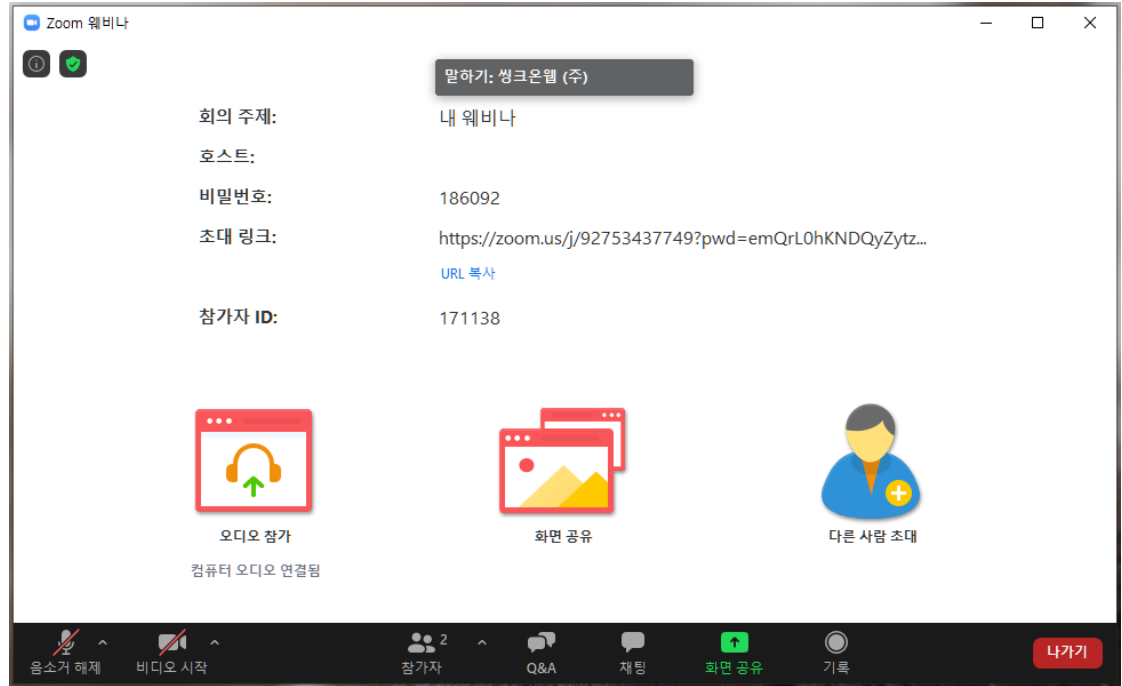 Zoom 웨비나
말하기: 씽크온웹 (주)
회의 주제: 내 웨비나
호스트:
비밀번호: 186092
초대 링크: https://zoom.us/j/92753437749?pwd=emQrL0hKNDQyZytz...
URL 복사
참가자 ID: 171138
오디오 참가 화면 공유 다른 사람 초대
컴퓨터 오디오 연결됨
2
음소거 해제 비디오 시작 참가자 Q&A 채팅 화면 공유 기록 나가기